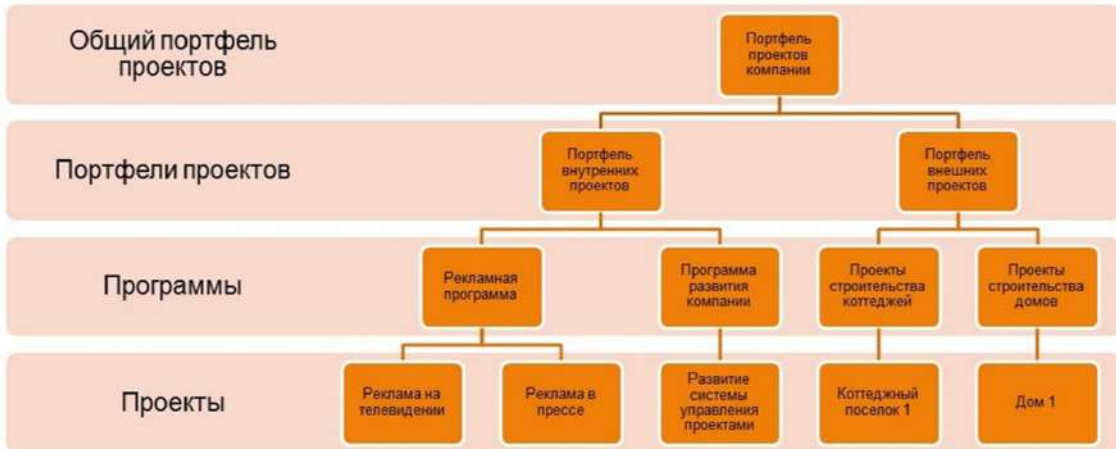 Общий портфель
проектов
Портфель
проектов
компании
Портфели проектов
Портфель
внутренних
проектов
Портфель
внешних
проектов
Программы
Рекламная
программа
Программа
развития
компании
Проекты
строительства
коттеджей
Проекты
строительства
домов
Проекты
Реклама на
телевидении
Реклама в
прессе
Развитие
системы
управления
проектами
Коттеджный
поселок 1
Дом 1